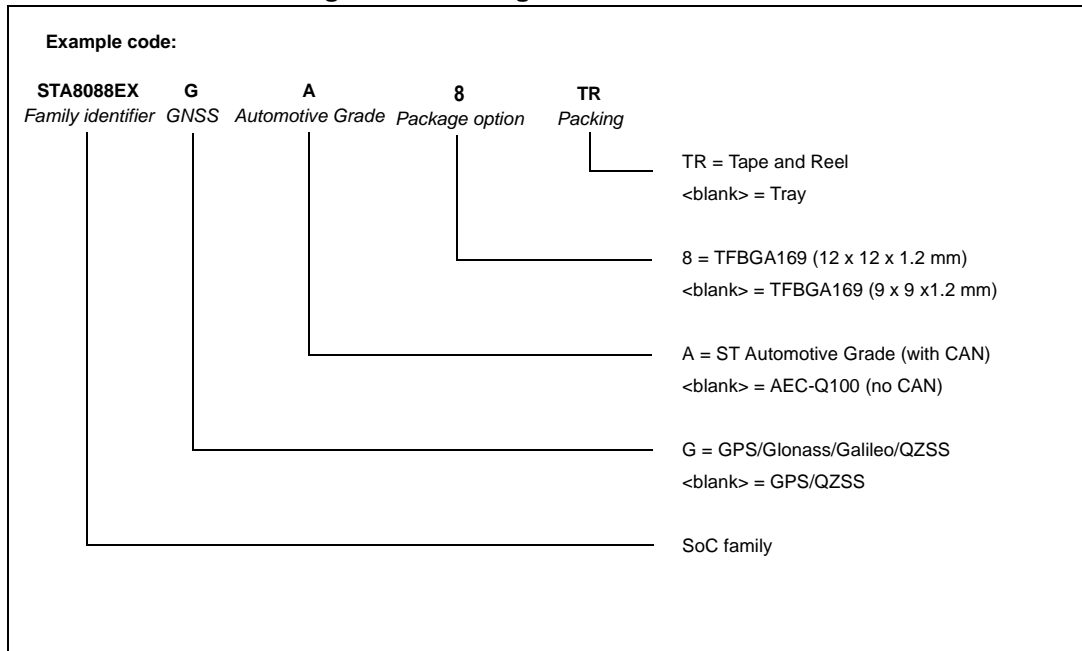 Example code:
STA8088EX G A 8 TR
Family identifier GNSS Automotive Grade Package option Packing
TR = Tape and Reel
<blank> = Tray
8 = TFBGA169 (12 x 12 x 1.2 mm)
<blank> = TFBGA169 (9 x 9 x1.2 mm)
A = ST Automotive Grade (with CAN)
<blank> = AEC-Q100 (no CAN)
G = GPS/Glonass/Galileo/QZSS
<blank> = GPS/QZSS
SoC family